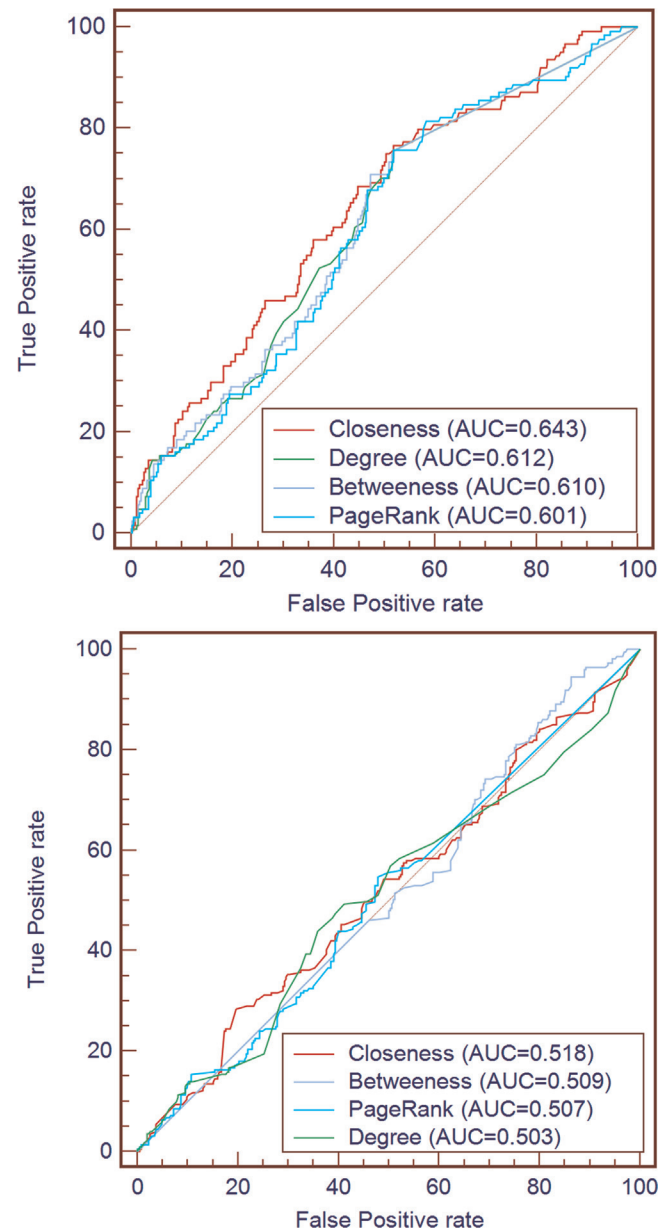 100
80
60
40
20
0
True Positive rate
Closeness (AUC=0.643)
Degree (AUC=0.612)
Betweeness (AUC=0.610)
PageRank (AUC=0.601)
0 20 40 60 80 100
False Positive rate
100
80
60
40
20
0
True Positive rate
Closeness (AUC=0.518)
Betweeness (AUC=0.509)
PageRank (AUC=0.507)
Degree (AUC=0.503)
0 20 40 60 80 100
False Positive rate